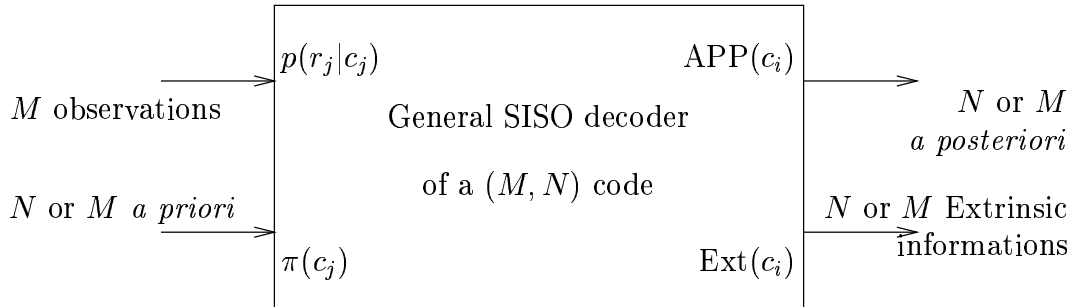 p(r_j|c_j)
APP(c_i)
M observations
N or M
a posteriori
General SISO decoder
of a (M, N) code
N or M a priori
N or M Extrinsic
informations
π(c_j)
Ext(c_i)